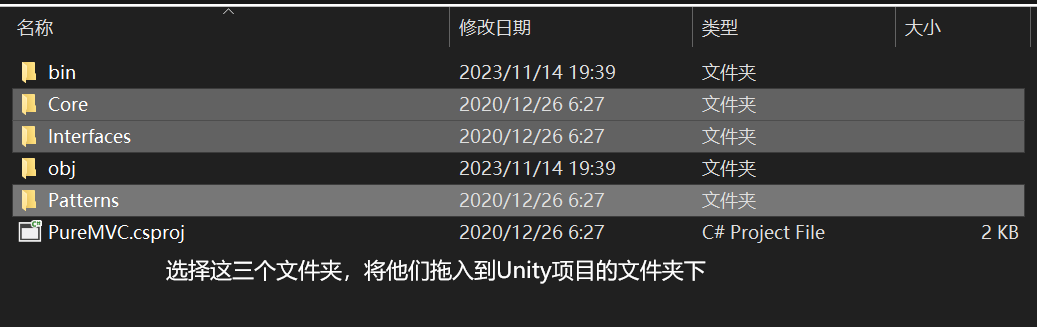 名称 修改日期 类型 大小
bin 2023/11/14 19:39 文件夹
Core 2020/12/26 6:27 文件夹
Interfaces 2020/12/26 6:27 文件夹
obj 2023/11/14 19:39 文件夹
Patterns 2020/12/26 6:27 文件夹
PureMVC.csproj 2020/12/26 6:27 C# Project File 2 KB
选择这三个文件夹，将他们拖入到Unity项目的文件夹下